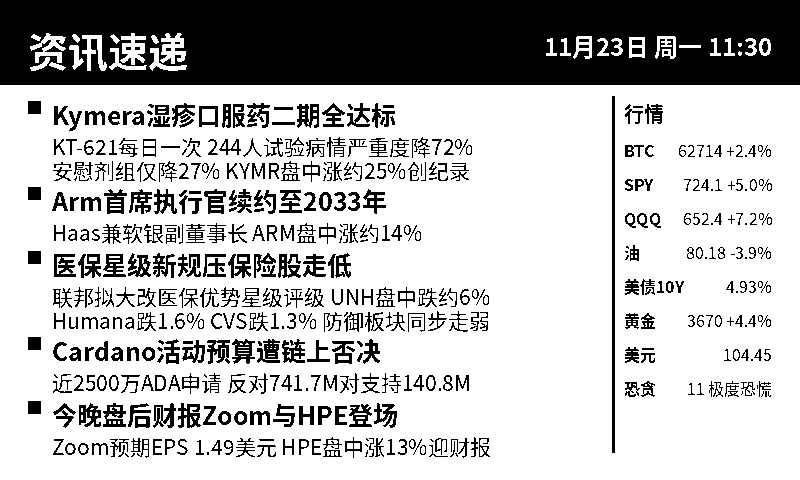 资讯速递
11月23日 周一 11:30
Kymera湿疹口服药二期全达标
KT-621每日一次 244人试验病情严重度降72%
安慰剂组仅降27% KYMR盘中涨约25%创纪录
Arm首席执行官续约至2033年
Haas兼软银副董事长 ARM盘中涨约14%
医保星级新规压保险股走低
联邦拟大改医保优势星级评级 UNH盘中跌约6%
Humana跌1.6% CVS跌1.3% 防御板块同步走弱
Cardano活动预算遭链上否决
近2500万ADA申请 反对741.7M对支持140.8M
今晚盘后财报Zoom与HPE登场
Zoom预期EPS 1.49美元 HPE盘中涨13%迎财报
行情
BTC 62714 +2.4%
SPY 724.1 +5.0%
QQQ 652.4 +7.2%
油 80.18 -3.9%
美债10Y 4.93%
黄金 3670 +4.4%
美元 104.45
恐贪 11 极度恐慌